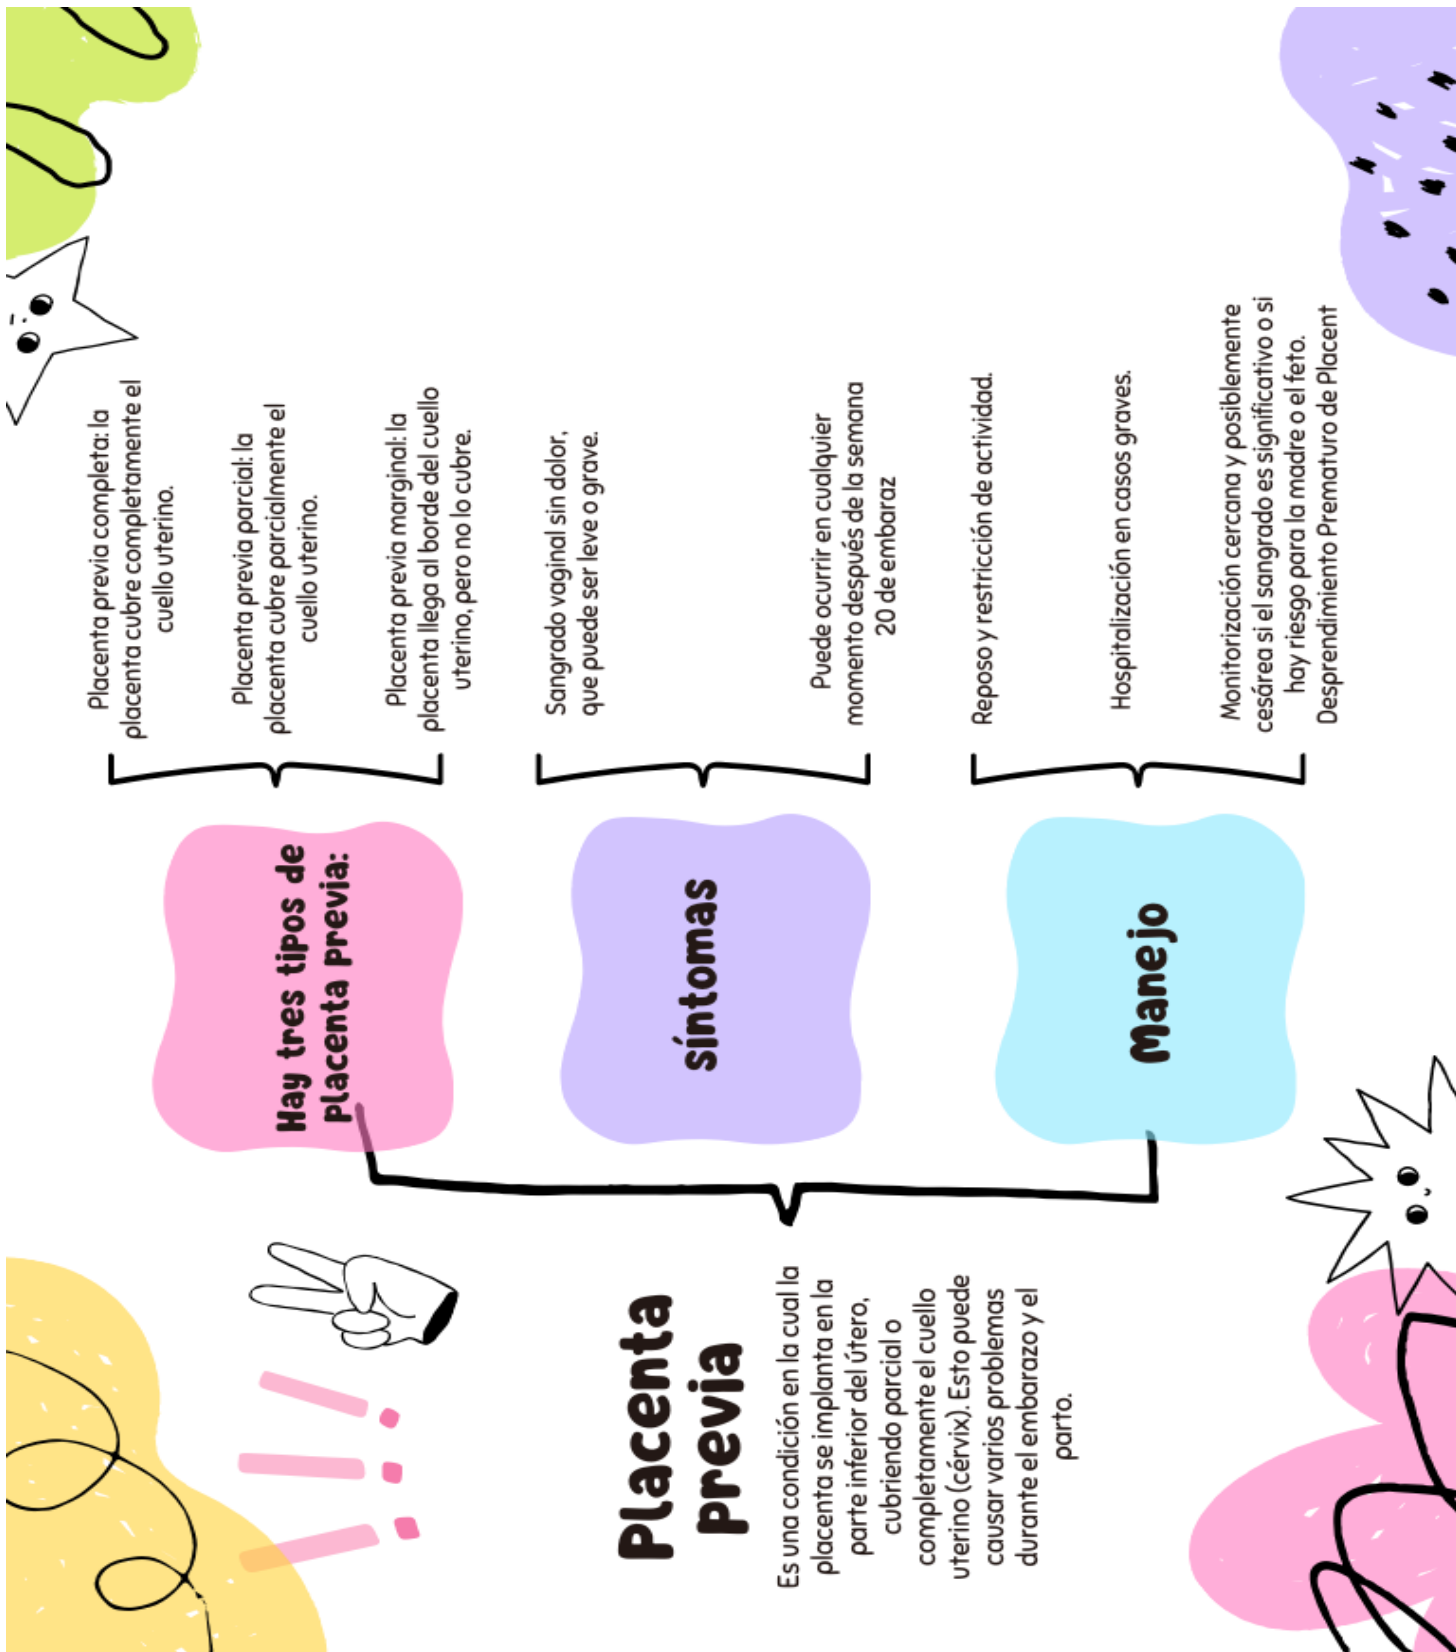 Placenta
previa
Es una condición en la cual la
placenta se implanta en la
parte inferior del útero,
cubriendo parcial o
completamente el cuello
uterino (cérvix). Esto puede
causar varios problemas
durante el embarazo y el
parto.
Hay tres tipos de
placenta previa:
Placenta previa completa: la
placenta cubre completamente el
cuello uterino.
Placenta previa parcial: la
placenta cubre parcialmente el
cuello uterino.
Placenta previa marginal: la
placenta llega al borde del cuello
uterino, pero no lo cubre.
síntomas
Sangrado vaginal sin dolor,
que puede ser leve o grave.
Puede ocurrir en cualquier
momento después de la semana
20 de embaraz
Manejo
Reposo y restricción de actividad.
Hospitalización en casos graves.
Monitorización cercana y posiblemente
cesárea si el sangrado es significativo o si
hay riesgo para la madre o el feto.
Desprendimiento Prematuro de Placent